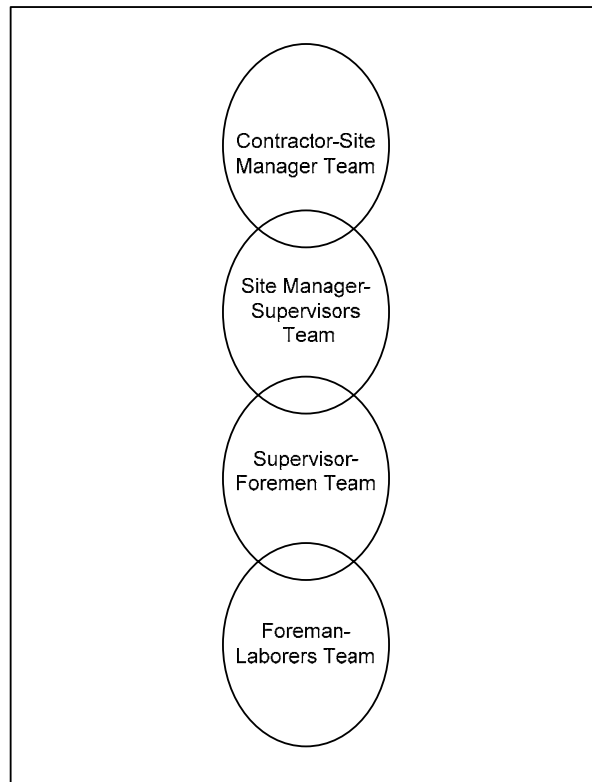 Contractor-Site
Manager Team
Site Manager-
Supervisors
Team
Supervisor-
Foremen Team
Foreman-
Laborers Team